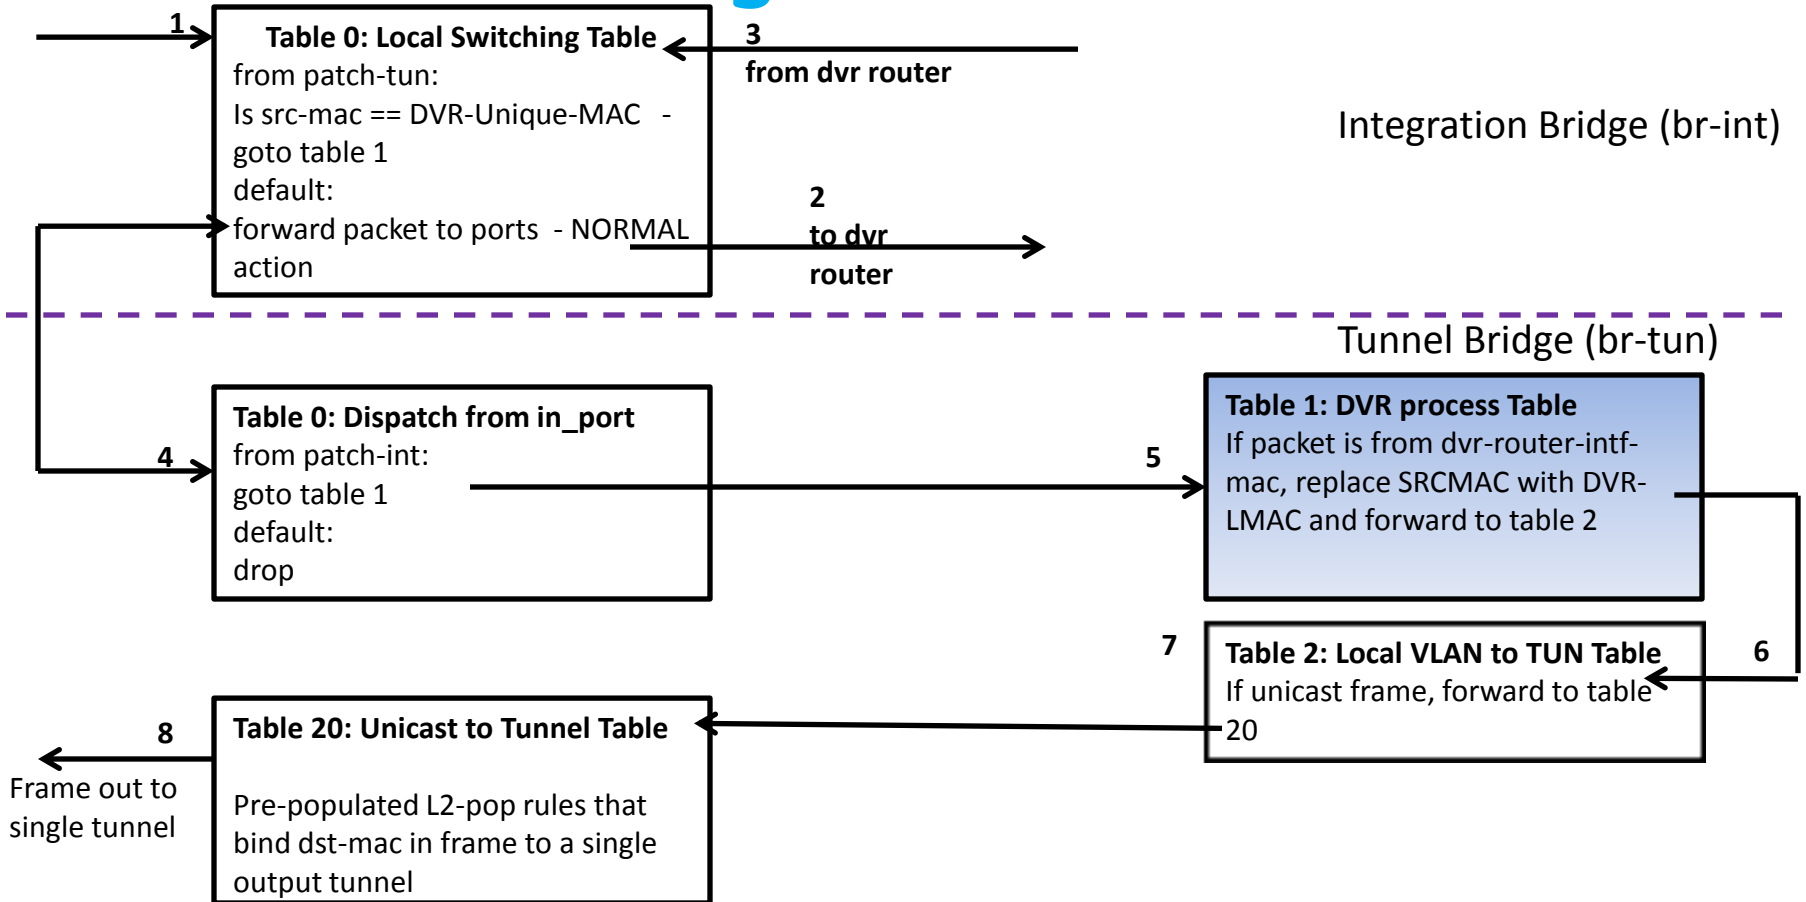 1
Table 0: Local Switching Table
from patch-tun:
Is src-mac == DVR-Unique-MAC -
goto table 1
default:
forward packet to ports - NORMAL
action
3
from dvr router
2
to dvr
router
Integration Bridge (br-int)
Tunnel Bridge (br-tun)
4
Table 0: Dispatch from in_port
from patch-int:
goto table 1
default:
drop
5
Table 1: DVR process Table
If packet is from dvr-router-intf-
mac, replace SRCMAC with DVR-
LMAC and forward to table 2
6
Table 2: Local VLAN to TUN Table
If unicast frame, forward to table
20
7
Table 20: Unicast to Tunnel Table
Pre-populated L2-pop rules that
bind dst-mac in frame to a single
output tunnel
8
Frame out to
single tunnel